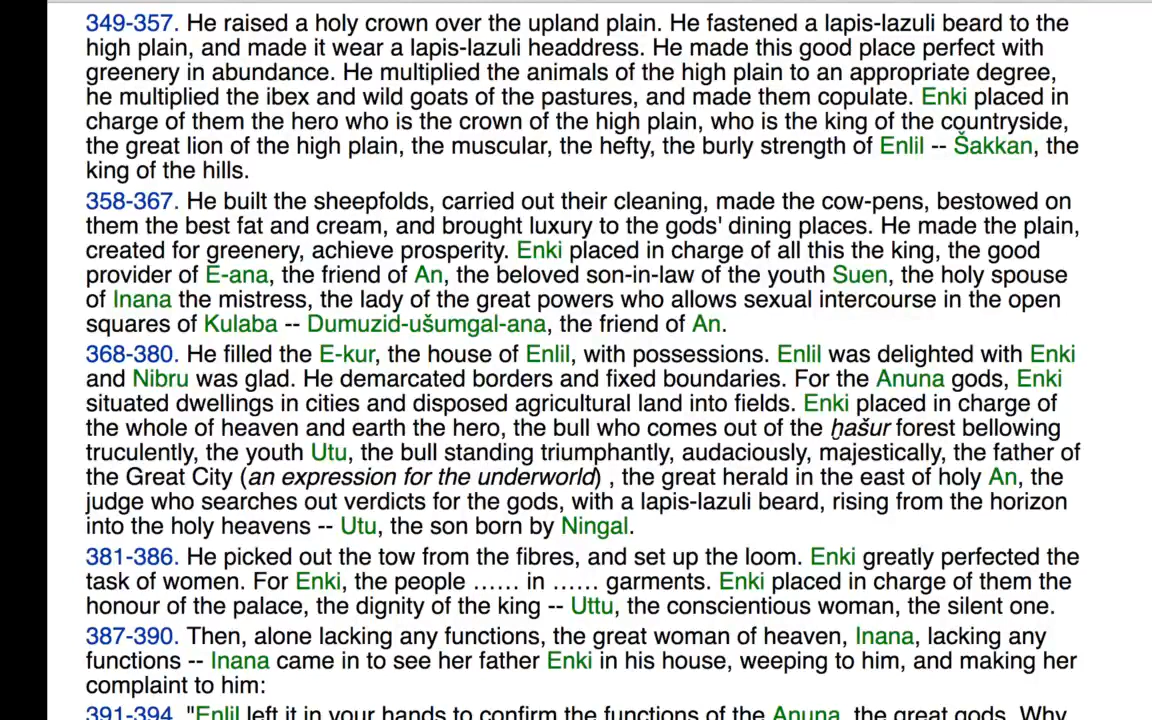 349-357. He raised a holy crown over the upland plain. He fastened a lapis-lazuli beard to the
high plain, and made it wear a lapis-lazuli headdress. He made this good place perfect with
greenery in abundance. He multiplied the animals of the high plain to an appropriate degree,
he multiplied the ibex and wild goats of the pastures, and made them copulate. Enki placed in
charge of them the hero who is the crown of the high plain, who is the king of the countryside,
the great lion of the high plain, the muscular, the hefty, the burly strength of Enlil -- Šakkan, the
king of the hills.
358-367. He built the sheepfolds, carried out their cleaning, made the cow-pens, bestowed on
them the best fat and cream, and brought luxury to the gods' dining places. He made the plain,
created for greenery, achieve prosperity. Enki placed in charge of all this the king, the good
provider of E-ana, the friend of An, the beloved son-in-law of the youth Suen, the holy spouse
of Inana the mistress, the lady of the great powers who allows sexual intercourse in the open
squares of Kulaba -- Dumuzid-ušumgal-ana, the friend of An.
368-380. He filled the E-kur, the house of Enlil, with possessions. Enlil was delighted with Enki
and Nibru was glad. He demarcated borders and fixed boundaries. For the Anuna gods, Enki
situated dwellings in cities and disposed agricultural land into fields. Enki placed in charge of
the whole of heaven and earth the hero, the bull who comes out of the ḫašur forest bellowing
truculently, the youth Utu, the bull standing triumphantly, audaciously, majestically, the father of
the Great City (an expression for the underworld) , the great herald in the east of holy An, the
judge who searches out verdicts for the gods, with a lapis-lazuli beard, rising from the horizon
into the holy heavens -- Utu, the son born by Ningal.
381-386. He picked out the tow from the fibres, and set up the loom. Enki greatly perfected the
task of women. For Enki, the people ...... in ...... garments. Enki placed in charge of them the
honour of the palace, the dignity of the king -- Uttu, the conscientious woman, the silent one.
387-390. Then, alone lacking any functions, the great woman of heaven, Inana, lacking any
functions -- Inana came in to see her father Enki in his house, weeping to him, and making her
complaint to him:
391-394. "Enlil left it in your hands to confirm the functions of the Anuna, the great gods. Why